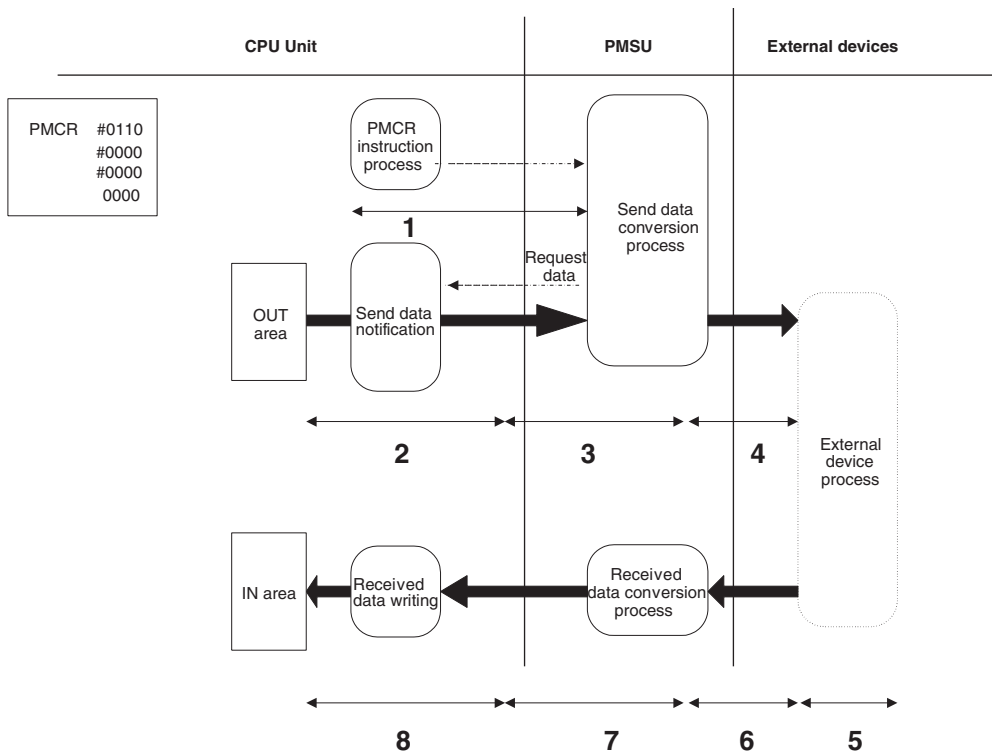 CPU Unit
PMSU
External devices
PMCR #0110
#0000
#0000
0000
PMCR
instruction
process
1
Send data
conversion
process
Request
data
OUT
area
Send data
notification
2
3
4
External
device
process
IN area
Received
data writing
Received
data conversion
process
8
7
6
5